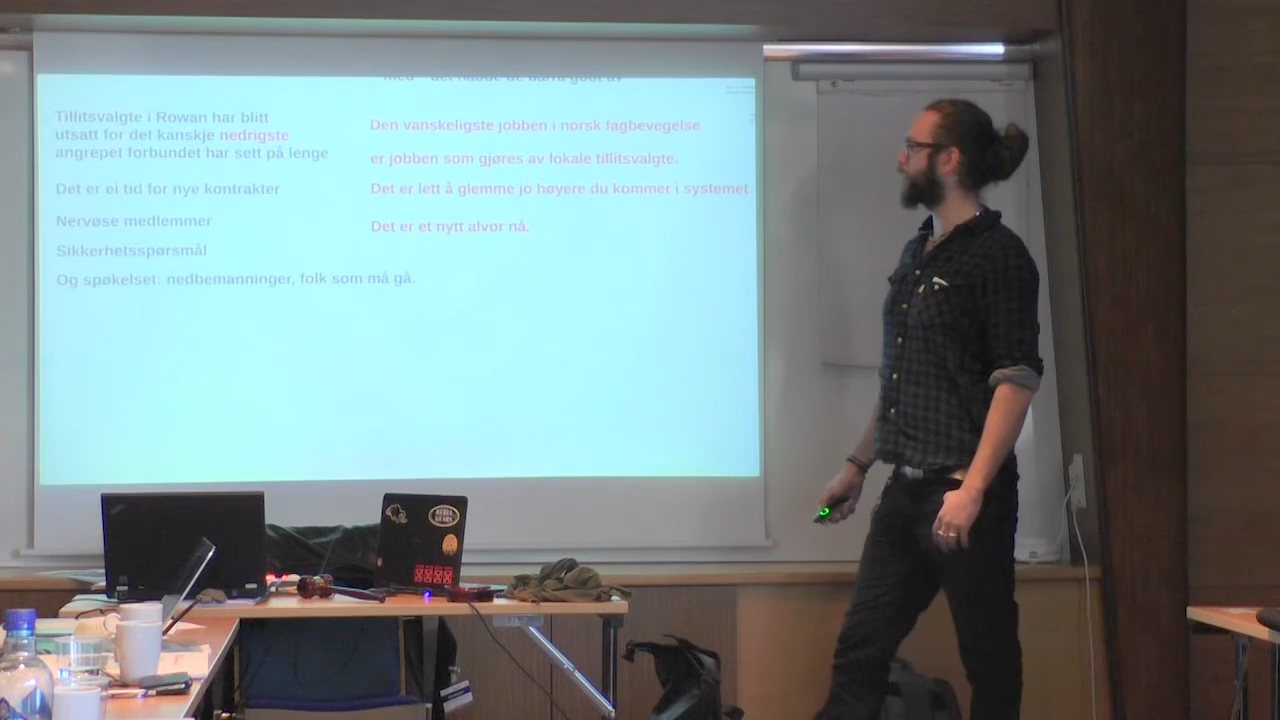 Tillitsvalgte i Rowan har blitt
utsatt for det kanskje nedrigste
angrepet forbundet har sett på lenge
Det er ei tid for nye kontrakter
Nervøse medlemmer
Sikkerhetsspørsmål
Og spøkelset: nedbemanninger, folk som må gå.
Den vanskeligste jobben i norsk fagbevegelse
er jobben som gjøres av lokale tillitsvalgte.
Det er lett å glemme jo høyere du kommer i systemet
Det er et nytt alvor nå.
REBEL